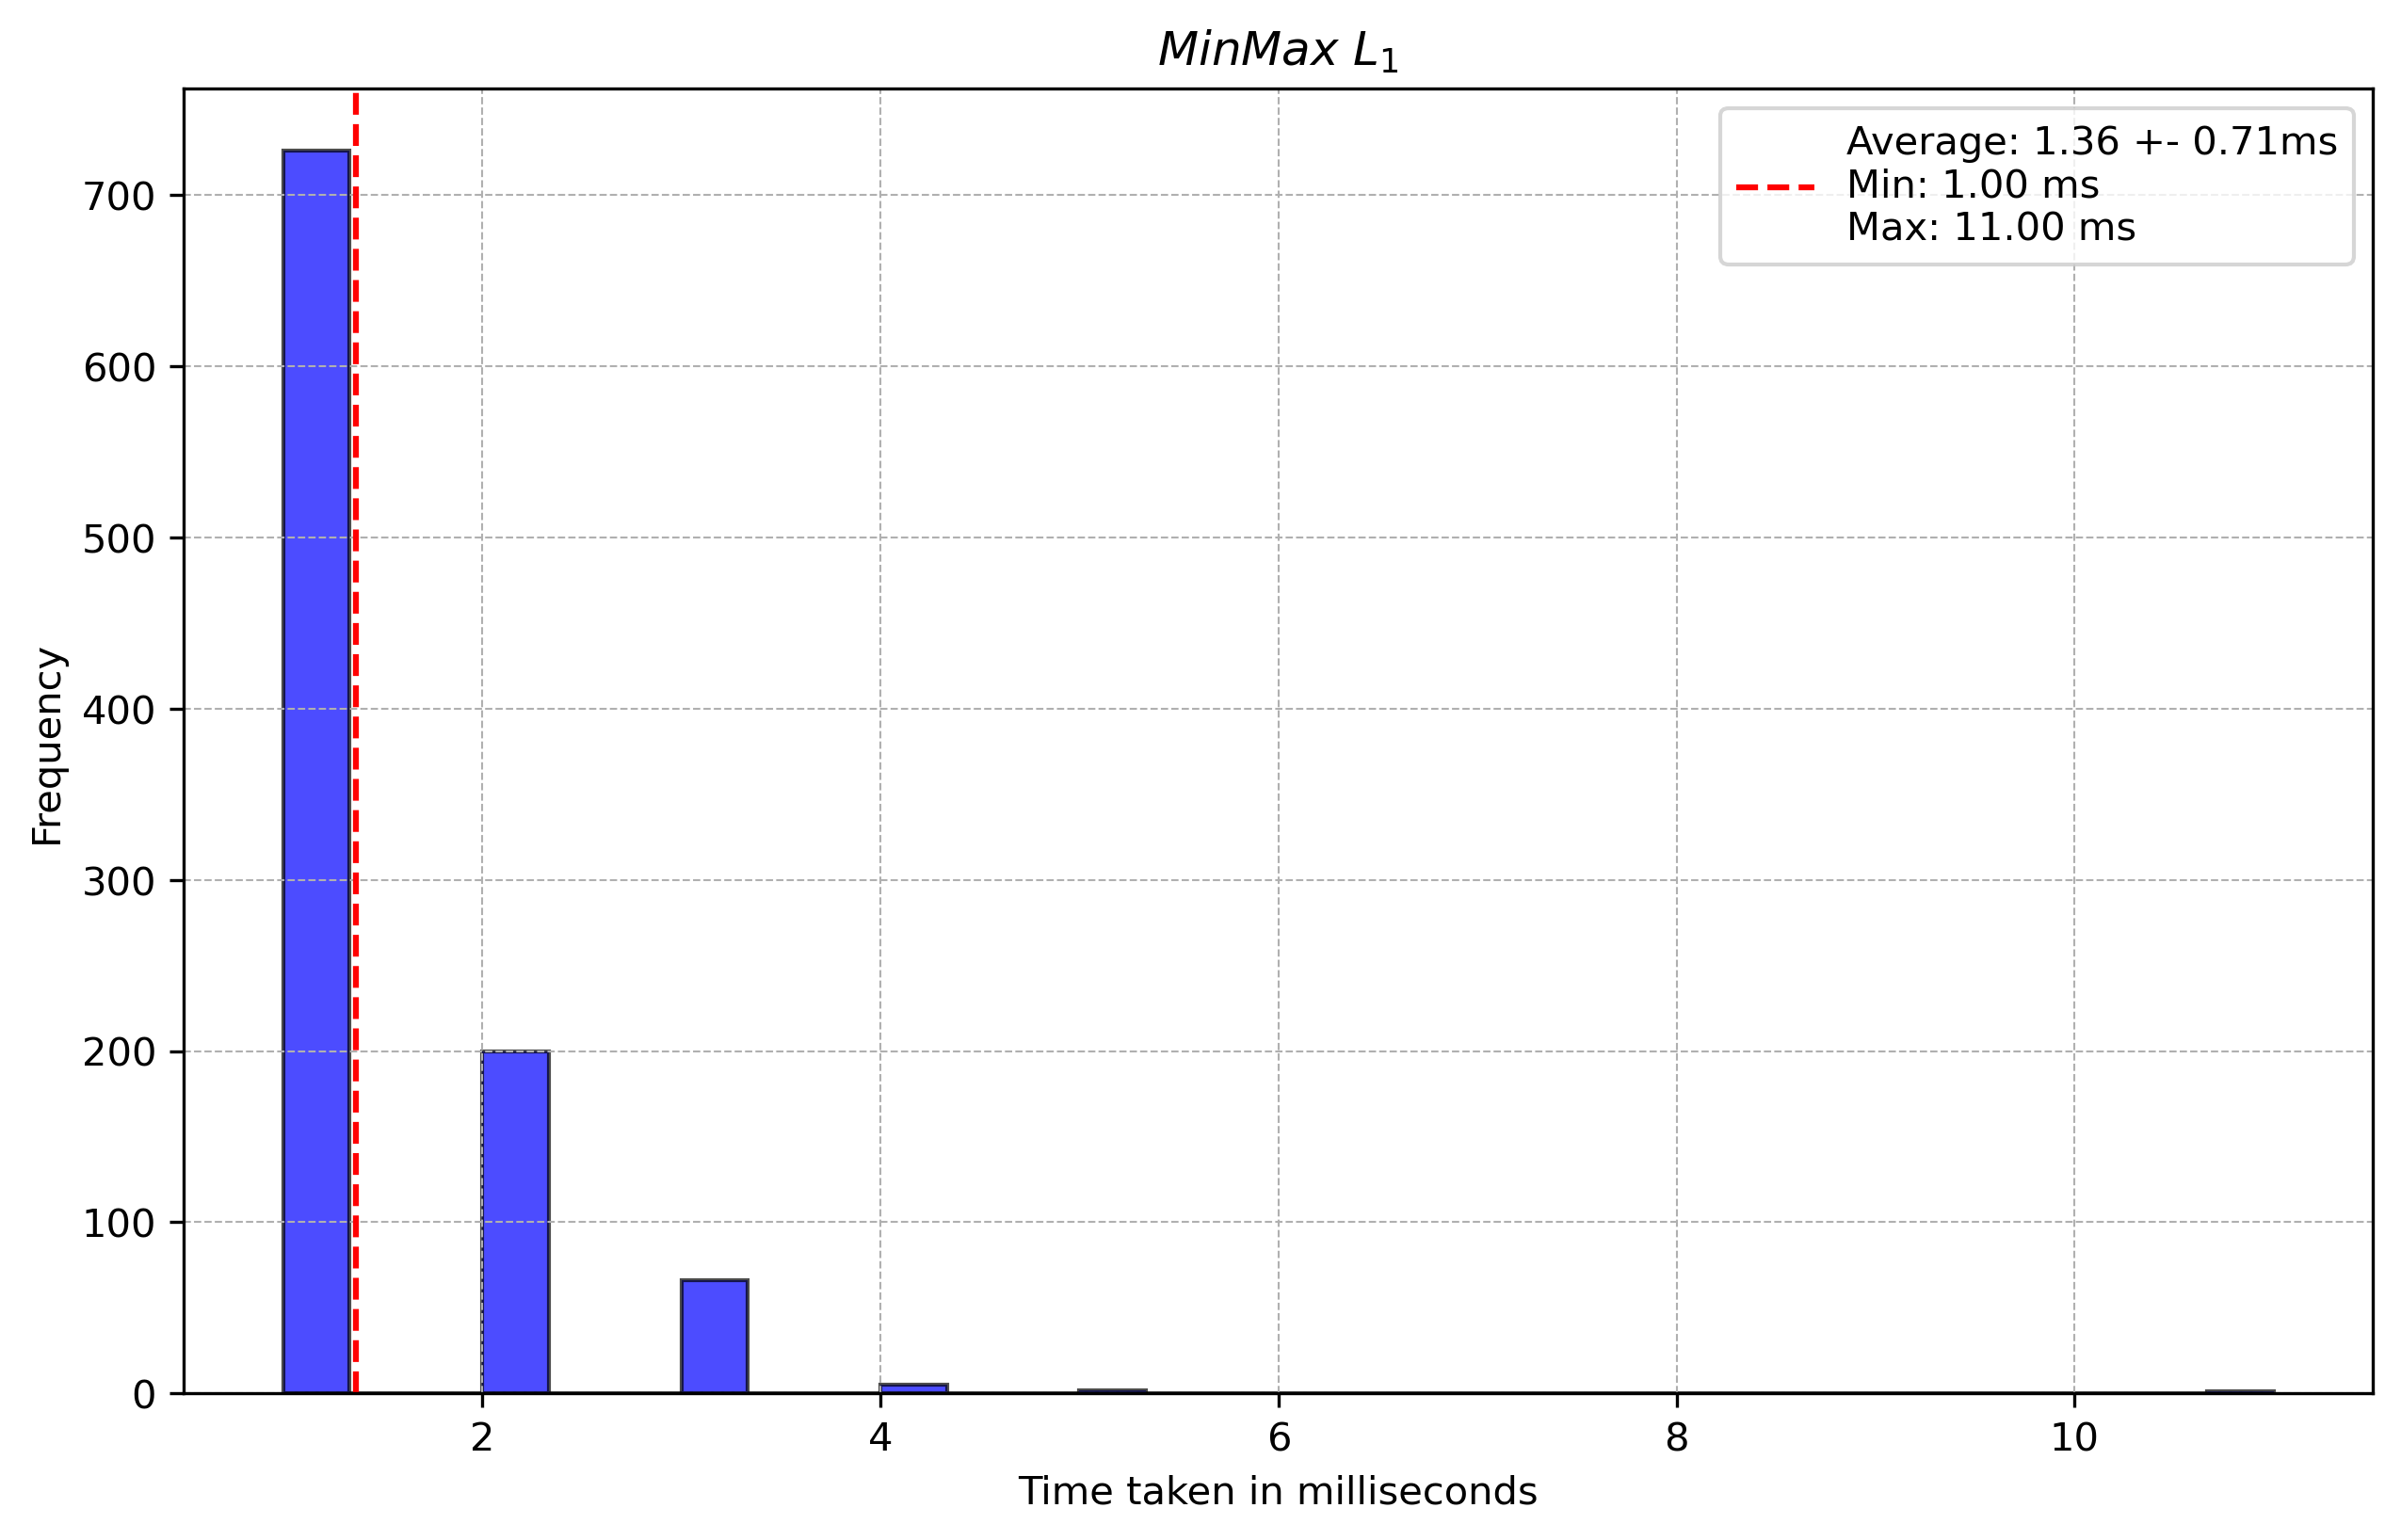 MinMax L₁
Average: 1.36 +- 0.71ms
Min: 1.00 ms
Max: 11.00 ms
Frequency
700
600
500
400
300
200
100
0
2 4 6 8 10
Time taken in milliseconds